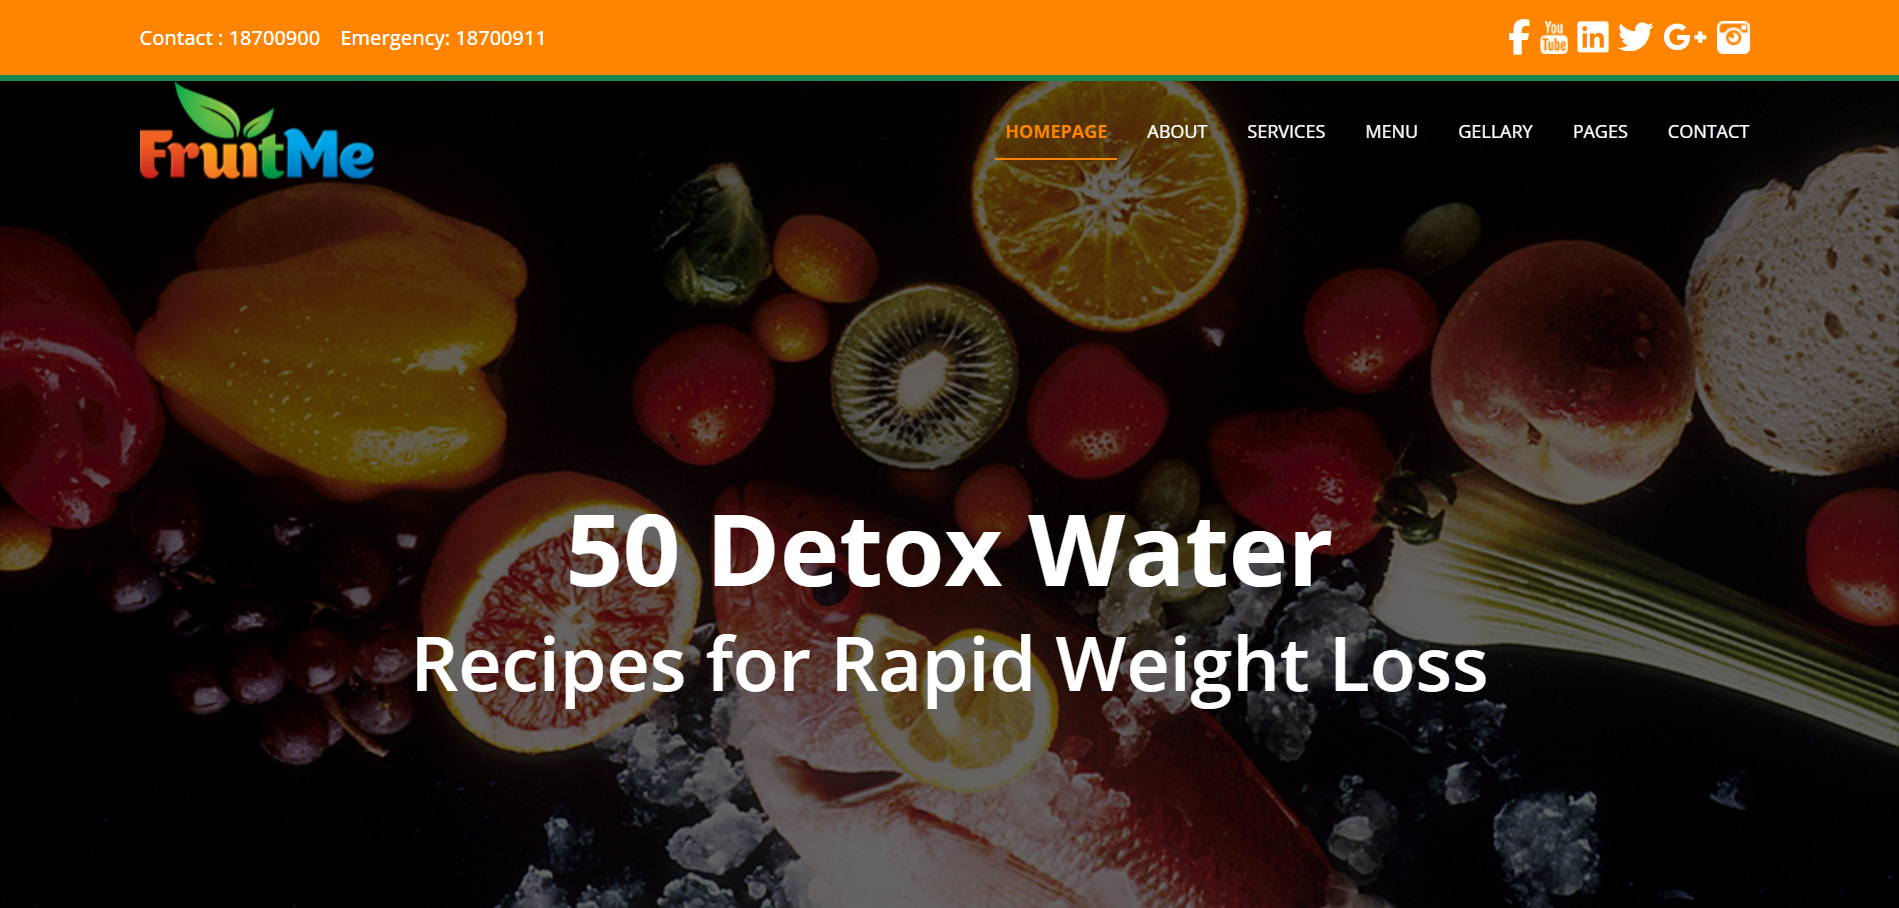 Contact : 18700900 Emergency: 18700911
You
Tube
in
G+
FruitMe
HOMEPAGE ABOUT SERVICES MENU GELLARY PAGES CONTACT
50 Detox Water
Recipes for Rapid Weight Loss